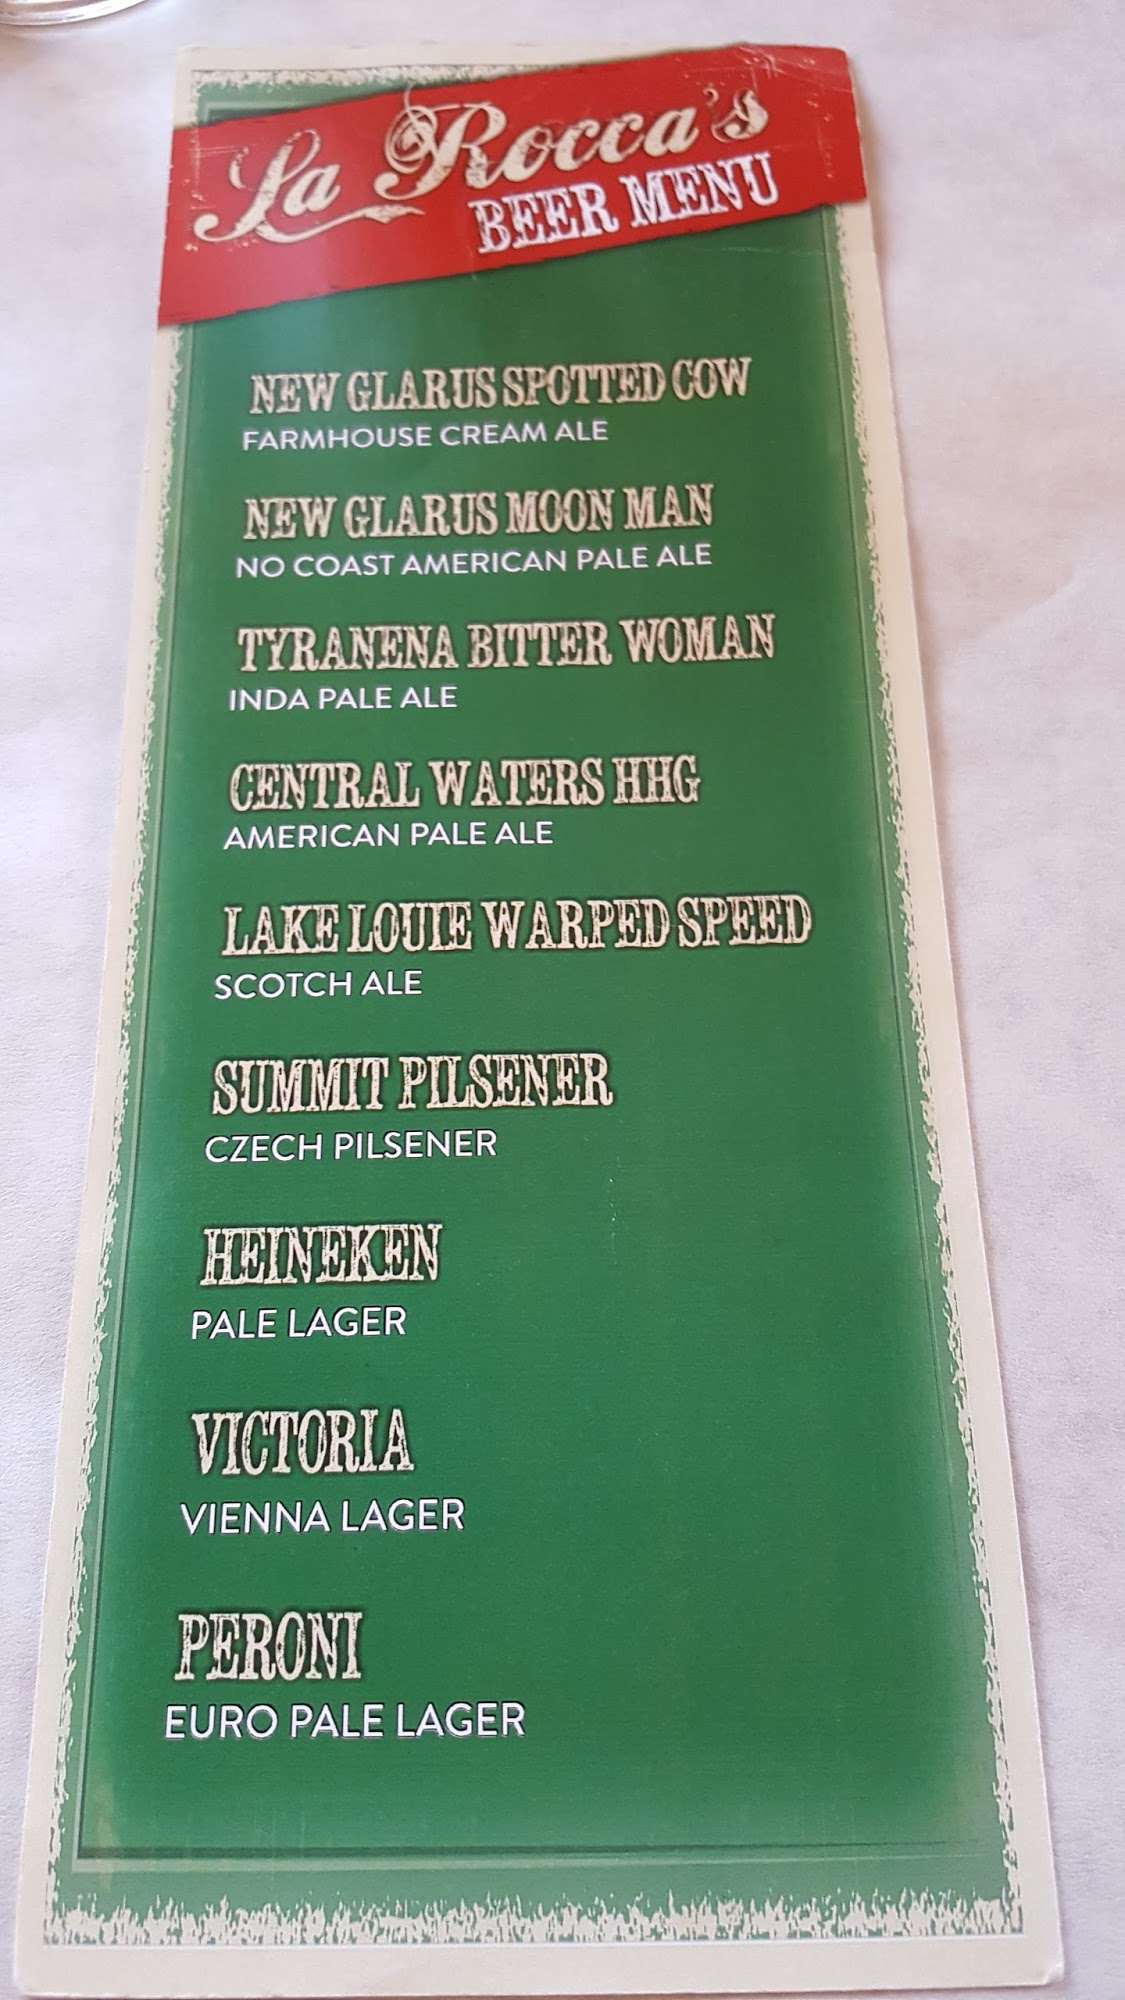 La Rocca's
BEER MENU
NEW GLARUS SPOTTED COW
FARMHOUSE CREAM ALE
NEW GLARUS MOON MAN
NO COAST AMERICAN PALE ALE
TYRANENA BITTER WOMAN
INDA PALE ALE
CENTRAL WATERS HHG
AMERICAN PALE ALE
LAKE LOUIE WARPED SPEED
SCOTCH ALE
SUMMIT PILSENER
CZECH PILSENER
HEINEKEN
PALE LAGER
VICTORIA
VIENNA LAGER
PERONI
EURO PALE LAGER